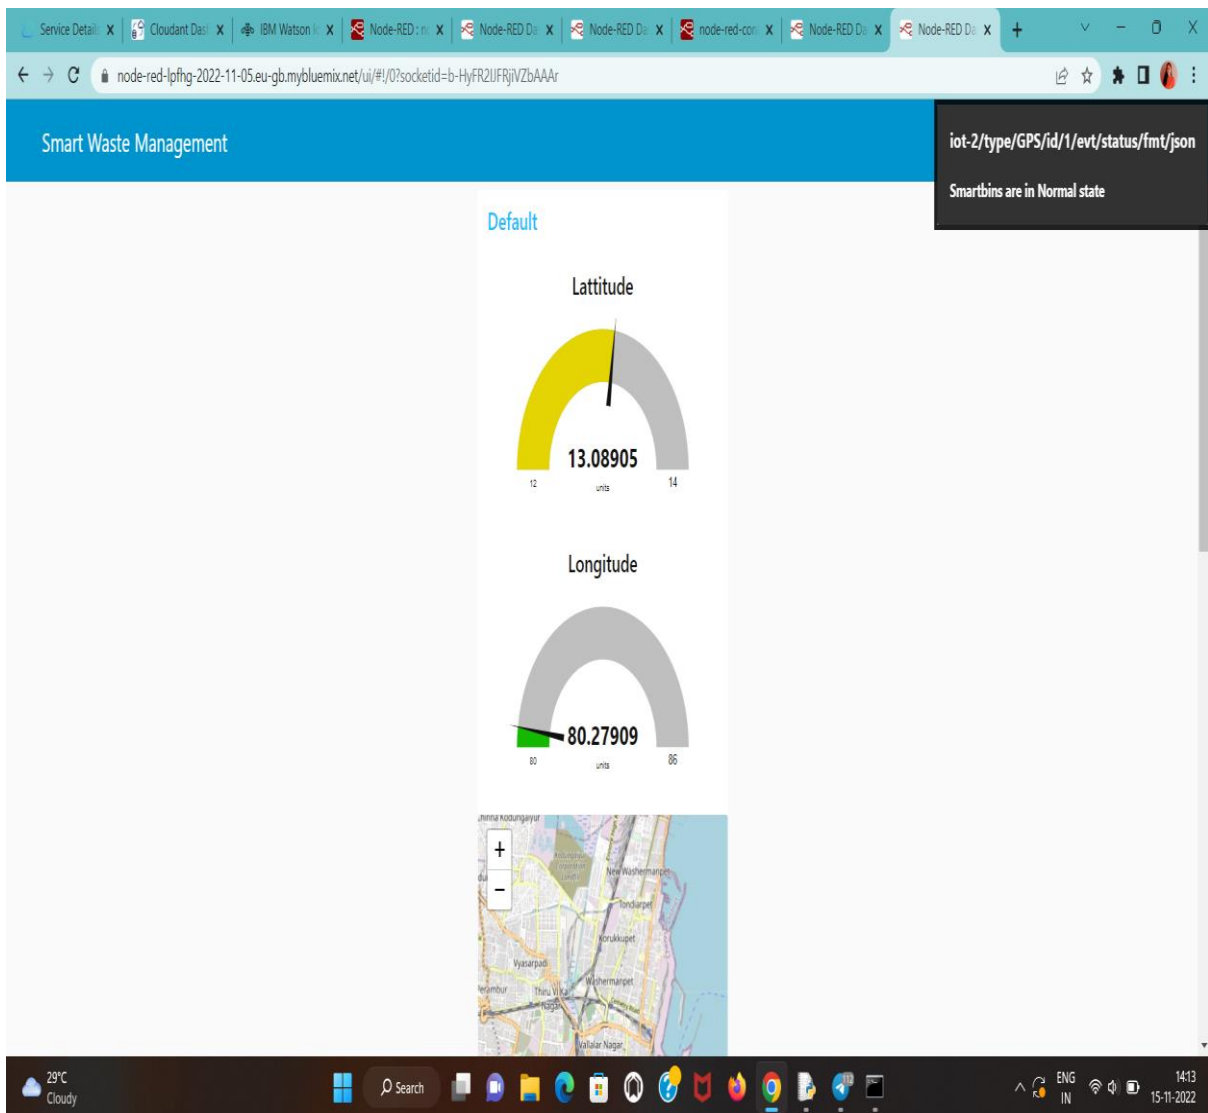 Service Detail
Cloudant Das
IBM Watson I
Node-RED : n
Node-RED Da
Node-RED Da
node-red-con
Node-RED Da
Node-RED Da
node-red-lpfhg-2022-11-05.eu-gb.mybluemix.net/ui/#!/0?socketid=b-HyFR2IJFRjiVZbAAAr
Smart Waste Management
iot-2/type/GPS/id/1/evt/status/fmt/json
Smartbins are in Normal state
Default
Lattitude
13.08905
12 units 14
Longitude
80.27909
80 units 86
+
−
New Washermanpet
Tondiarpet
Korukkupet
Vyasarpadi
Washermanpet
Perambur
Thiru Vi Ka
Nagar
Vallalar Nagar
29°C
Cloudy
Search
ENG
IN
14:13
15-11-2022